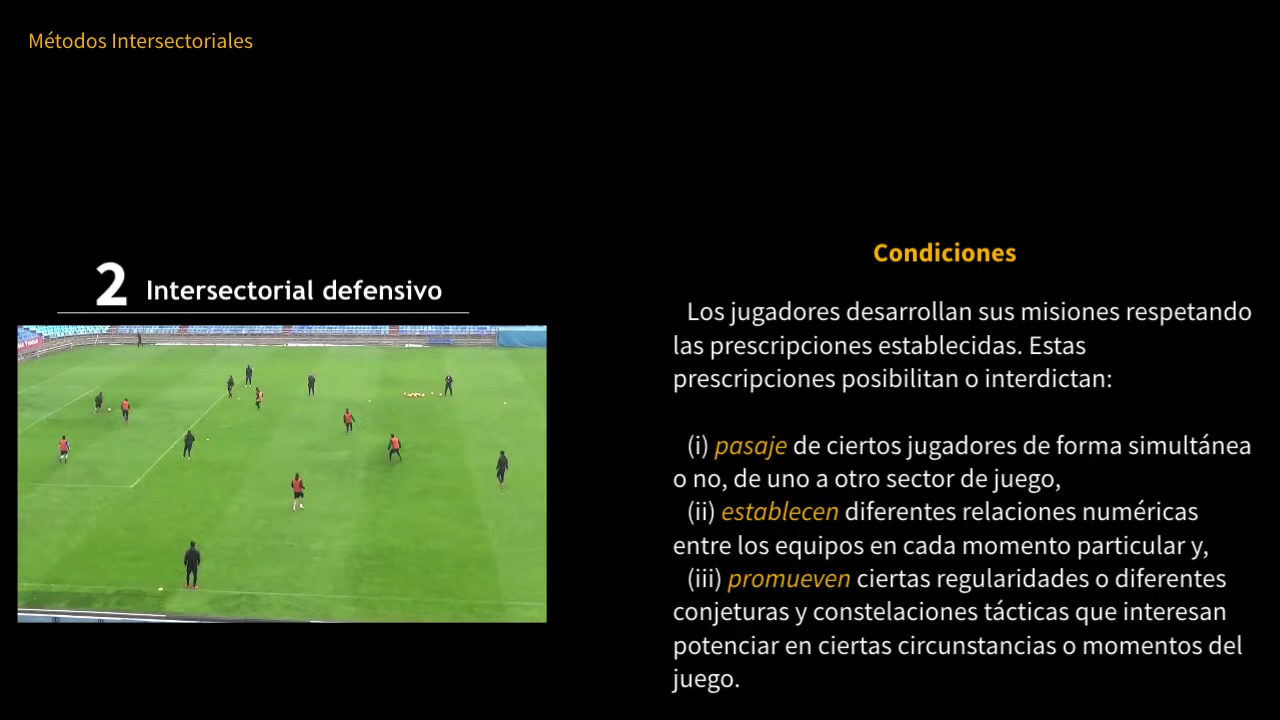 Métodos Intersectoriales
2 Intersectorial defensivo
Condiciones
Los jugadores desarrollan sus misiones respetando
las prescripciones establecidas. Estas
prescripciones posibilitan o interdictan:
(i) pasaje de ciertos jugadores de forma simultánea
o no, de uno a otro sector de juego,
(ii) establecen diferentes relaciones numéricas
entre los equipos en cada momento particular y,
(iii) promueven ciertas regularidades o diferentes
conjeturas y constelaciones tácticas que interesan
potenciar en ciertas circunstancias o momentos del
juego.